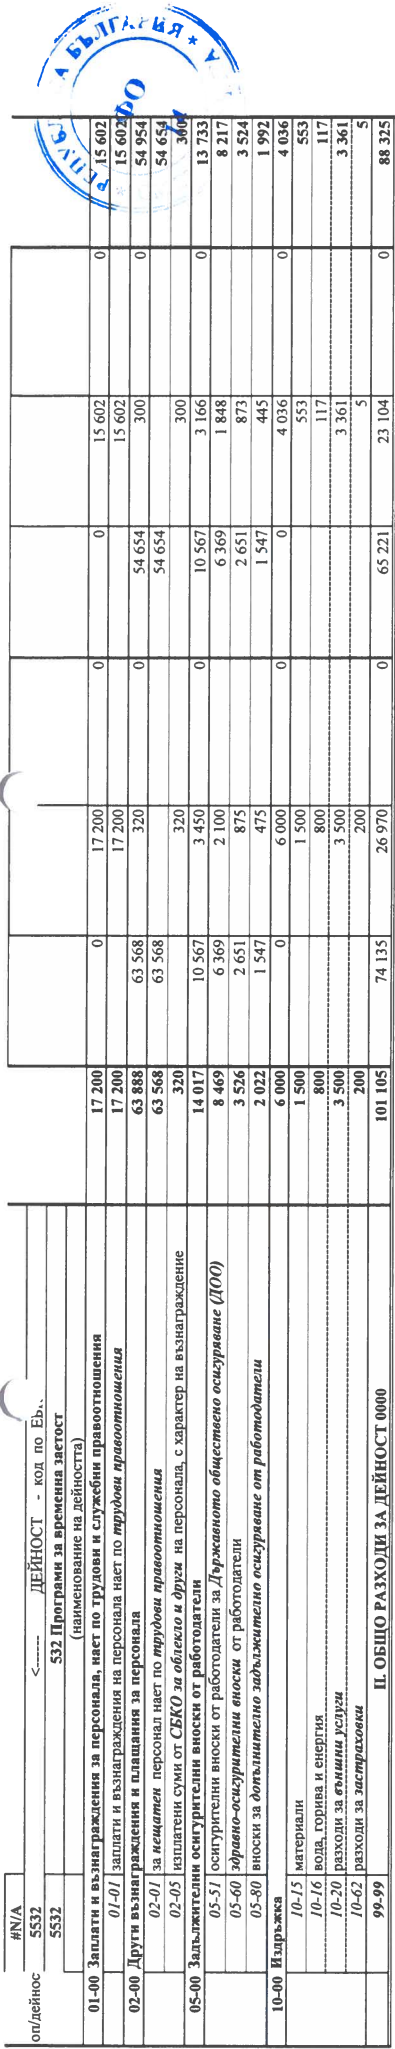 #N/A
оп/дейнос 5532 <------ ДЕЙНОСТ - код по
5532 532 Програми за временна заетост
(наименование на дейността)
01-00 Заплати и възнаграждения за персонала, нает по трудови и служебни правоотношения 17 200 0 17 200 0 0 15 602 0 15 602
01-01 заплати и възнаграждения на персонала нает по трудови правоотношения 17 200 17 200 15 602 15 602
02-00 Други възнаграждения и плащания за персонала 63 888 63 568 320 0 54 654 300 0 54 954
02-01 за нещатен персонал нает по трудови правоотношения 63 568 63 568 54 654 54 654
02-05 изплатени суми от СБКО за облекло и други на персонала, с характер на възнаграждение 320 320 300 300
05-00 Задължителни осигурителни вноски от работодатели 14 017 10 567 3 450 0 10 567 3 166 0 13 733
05-51 осигурителни вноски от работодатели за Държавното обществено осигуряване (ДОО) 8 469 6 369 2 100 6 369 1 848 8 217
05-60 здравно-осигурителни вноски от работодатели 3 526 2 651 875 2 651 873 3 524
05-80 вноски за допълнително задължително осигуряване от работодатели 2 022 1 547 475 1 547 445 1 992
10-00 Издръжка 6 000 0 6 000 0 0 4 036 0 4 036
10-15 материали 1 500 1 500 553 553
10-16 вода, горива и енергия 800 800 117 117
10-20 разходи за външни услуги 3 500 3 500 3 361 3 361
10-62 разходи за застраховки 200 200 5 5
99-99 II. ОБЩО РАЗХОДИ ЗА ДЕЙНОСТ 0000 101 105 74 135 26 970 0 65 221 23 104 0 88 325
БЪЛГАРИЯ